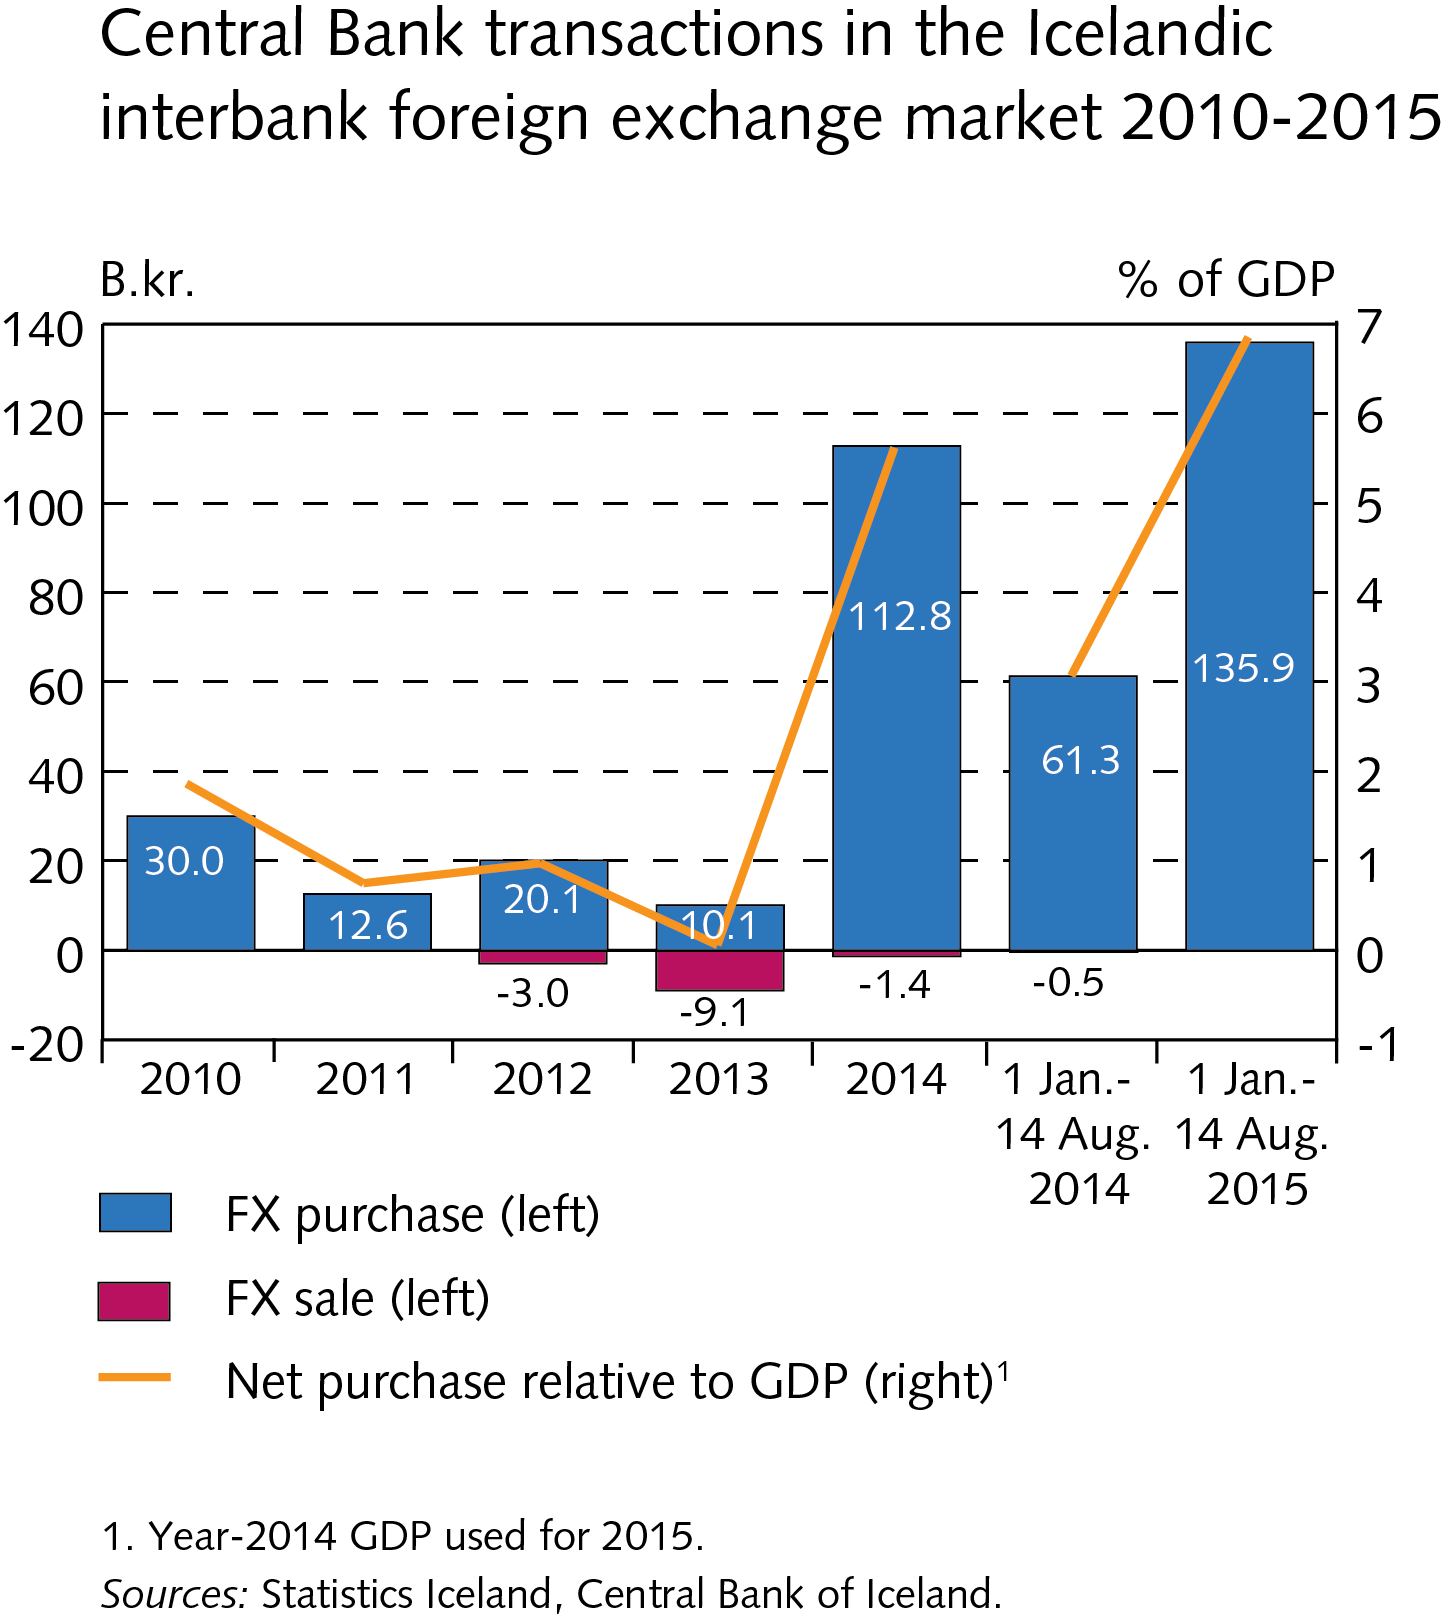 Central Bank transactions in the Icelandic
interbank foreign exchange market 2010-2015
B.kr.
% of GDP
140
120
100
80
60
40
20
0
-20
7
6
5
4
3
2
1
0
-1
30.0
12.6
20.1
10.1
112.8
61.3
135.9
-3.0
-9.1
-1.4
-0.5
2010
2011
2012
2013
2014
1 Jan.-
14 Aug.
2014
1 Jan.-
14 Aug.
2015
FX purchase (left)
FX sale (left)
Net purchase relative to GDP (right)¹
1. Year-2014 GDP used for 2015.
Sources: Statistics Iceland, Central Bank of Iceland.